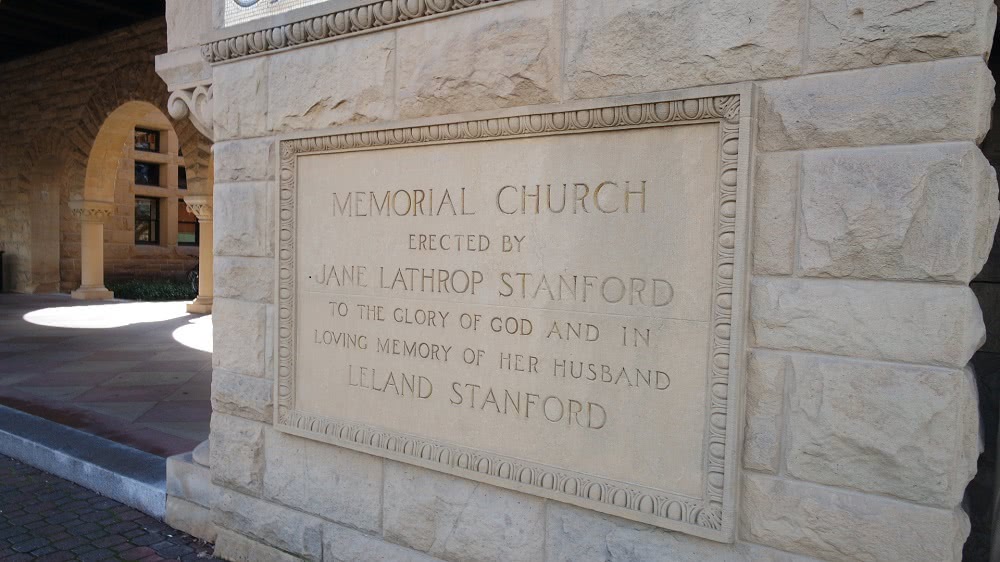 MEMORIAL CHURCH
ERECTED BY
JANE LATHROP STANFORD
TO THE GLORY OF GOD AND IN
LOVING MEMORY OF HER HUSBAND
LELAND STANFORD